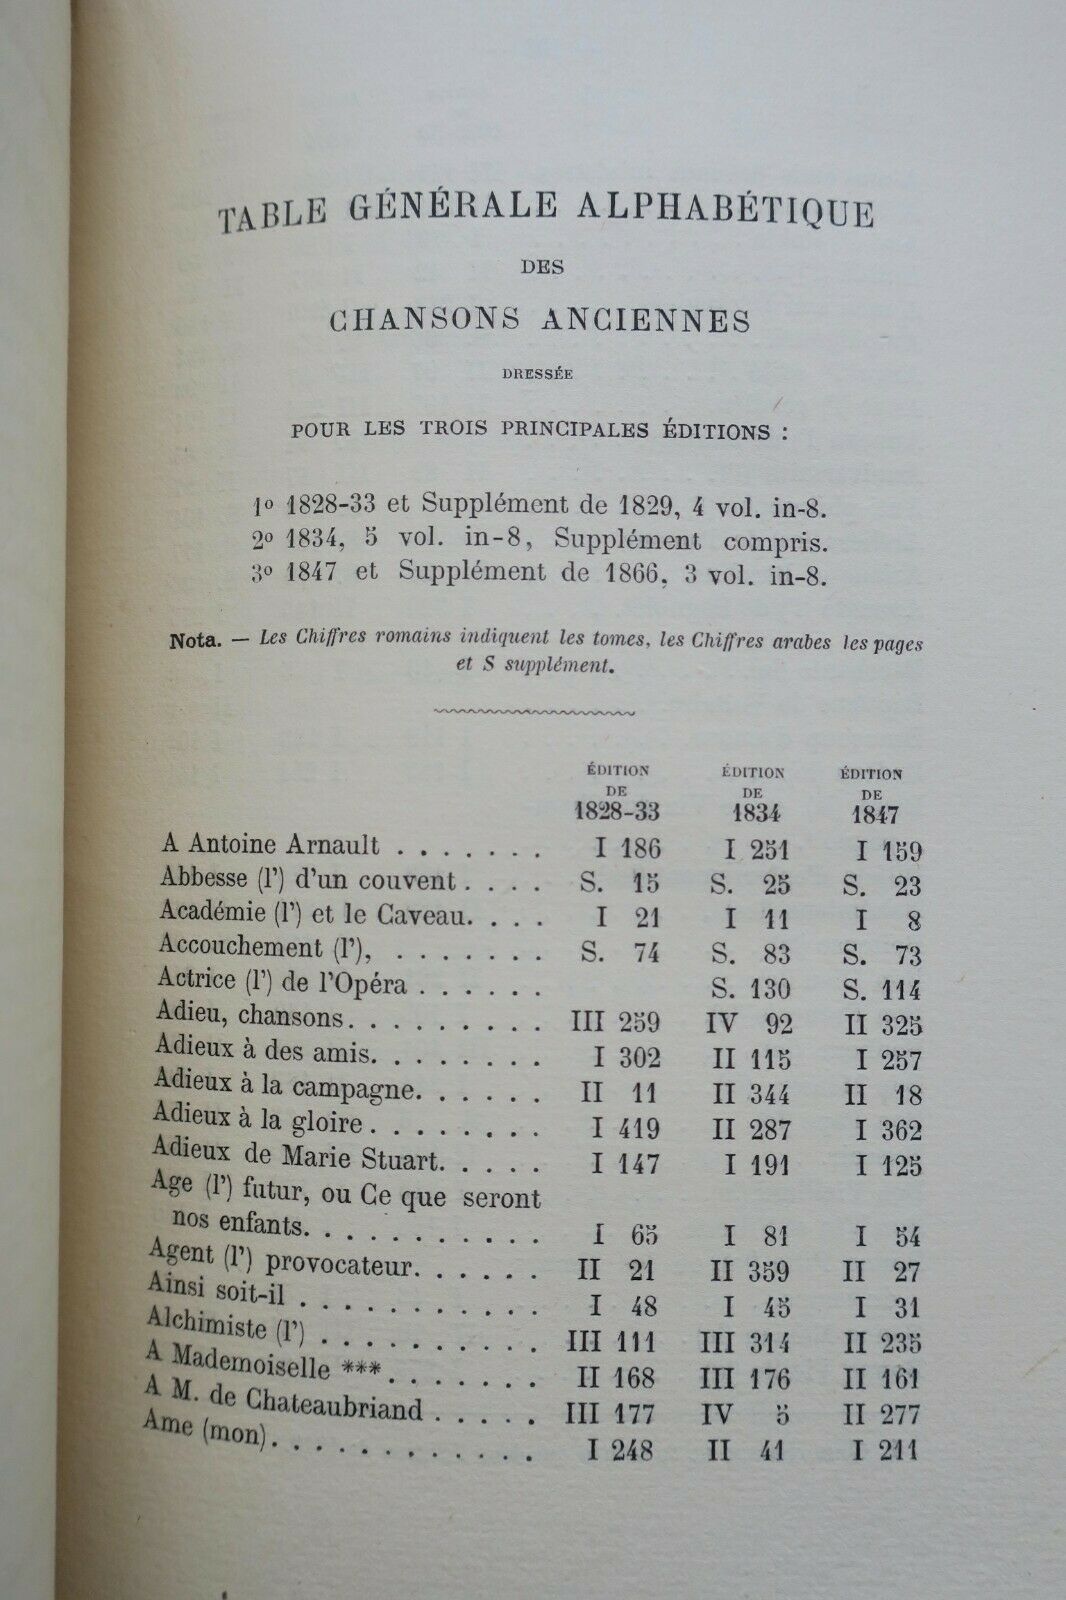 TABLE GÉNÉRALE ALPHABÉTIQUE
DES
CHANSONS ANCIENNES
DRESSÉE
POUR LES TROIS PRINCIPALES ÉDITIONS :
1º 1828-33 et Supplément de 1829, 4 vol. in-8.
2º 1834, 5 vol. in-8, Supplément compris.
3º 1847 et Supplément de 1866, 3 vol. in-8.
Nota. — Les Chiffres romains indiquent les tomes, les Chiffres arabes les pages
et S supplément.
ÉDITION DE 1828-33 ÉDITION DE 1834 ÉDITION DE 1847
A Antoine Arnault . . . . . . . I 186 I 251 I 159
Abbesse (l') d'un couvent . . . . S. 15 S. 25 S. 23
Académie (l') et le Caveau. . . . I 21 I 11 I 8
Accouchement (l'), . . . . . . . S. 74 S. 83 S. 73
Actrice (l') de l'Opéra . . . . . . S. 130 S. 114
Adieu, chansons. . . . . . . . . III 259 IV 92 II 325
Adieux à des amis. . . . . . . . I 302 II 115 I 257
Adieux à la campagne. . . . . . II 11 II 344 II 18
Adieux à la gloire . . . . . . . . I 419 II 287 I 362
Adieux de Marie Stuart. . . . . I 147 I 191 I 125
Age (l') futur, ou Ce que seront
nos enfants. . . . . . . . . . . I 65 I 81 I 54
Agent (l') provocateur. . . . . . II 21 II 359 II 27
Ainsi soit-il . . . . . . . . . . . I 48 I 45 I 31
Alchimiste (l') . . . . . . . . . . III 111 III 314 II 235
A Mademoiselle ***. . . . . . . II 168 III 176 II 161
A M. de Chateaubriand . . . . . III 177 IV 5 II 277
Ame (mon). . . . . . . . . . . . I 248 II 41 I 211